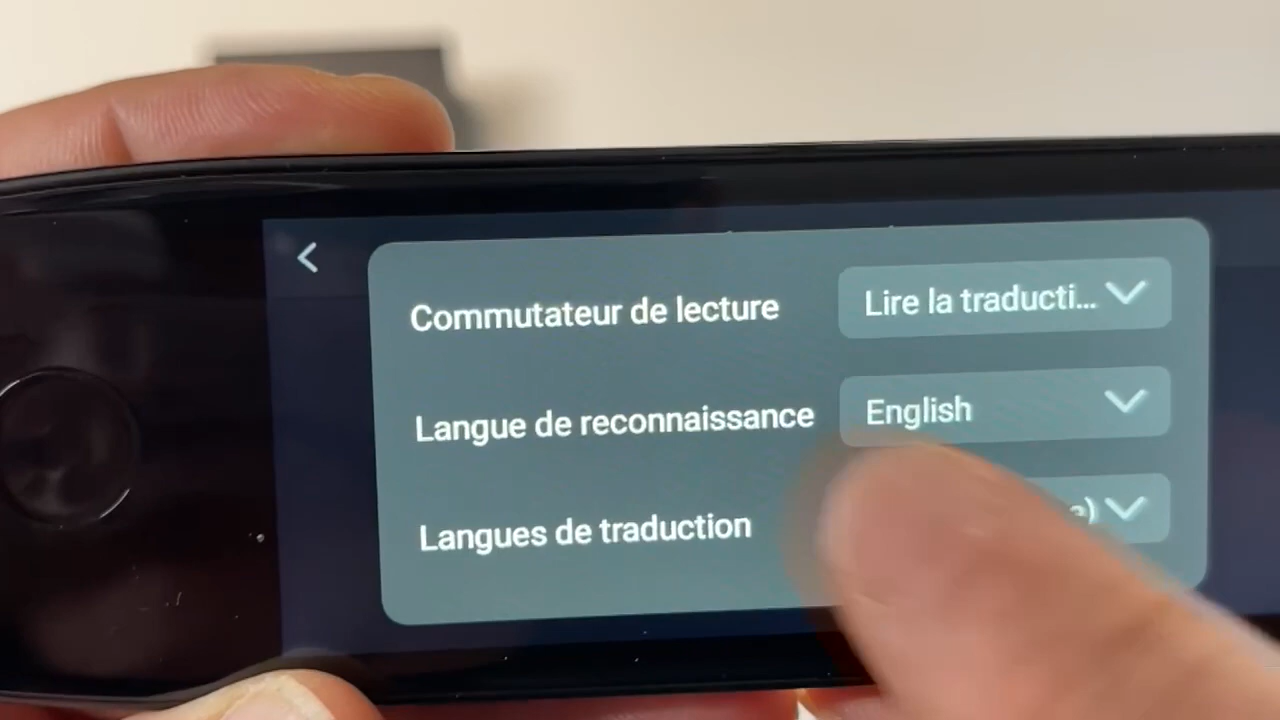 Commutateur de lecture
Lire la traducti...
Langue de reconnaissance
English
Langues de traduction